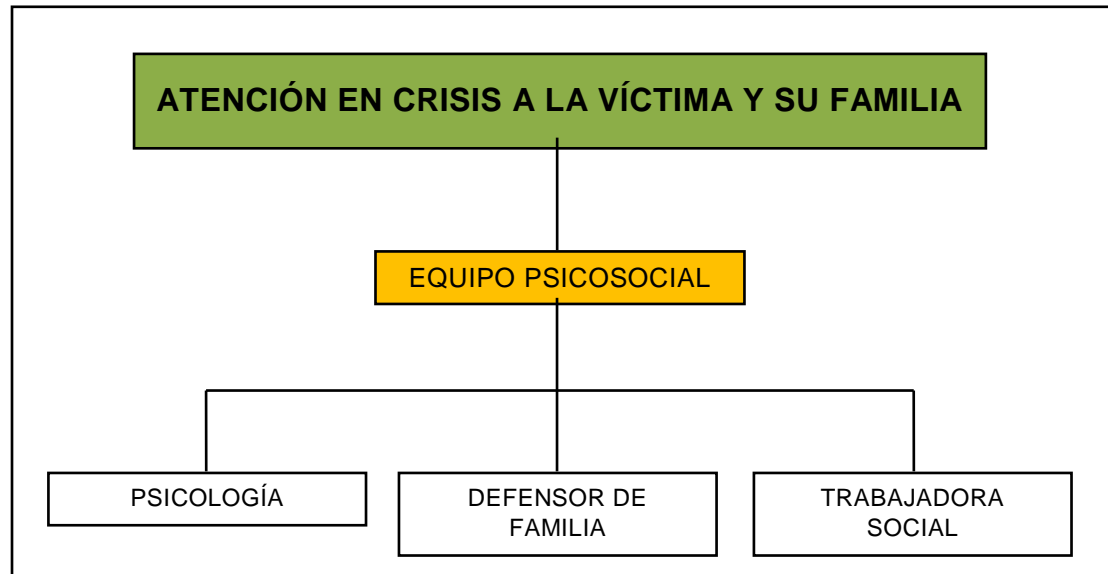 ATENCIÓN EN CRISIS A LA VÍCTIMA Y SU FAMILIA
EQUIPO PSICOSOCIAL
PSICOLOGÍA
DEFENSOR DE
FAMILIA
TRABAJADORA
SOCIAL